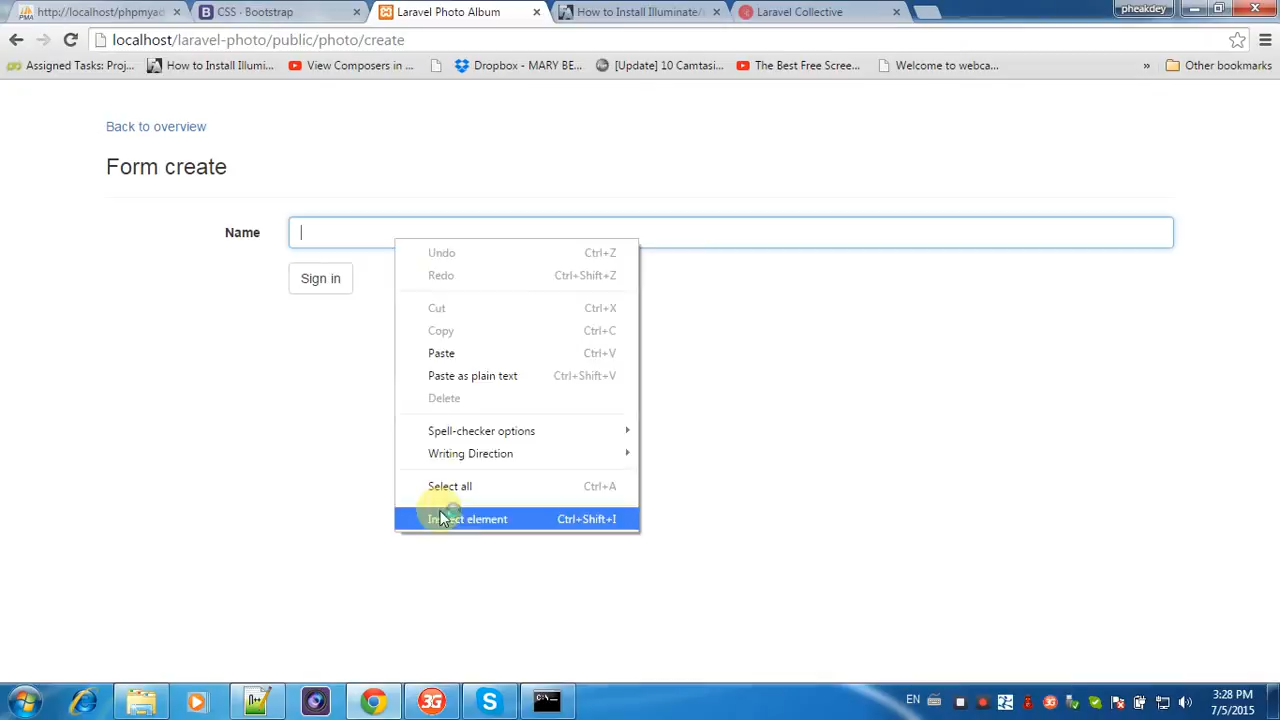 http://localhost/phpmyad
CSS · Bootstrap
Laravel Photo Album
How to Install Illuminate/
Laravel Collective
pheakdey
localhost/laravel-photo/public/photo/create
Assigned Tasks: Proj...
How to Install Illumi...
View Composers in ...
Dropbox - MARY BE...
[Update] 10 Camtasi...
The Best Free Scree...
Welcome to webca...
»
Other bookmarks
Back to overview
Form create
Name
Sign in
Undo Ctrl+Z
Redo Ctrl+Shift+Z
Cut Ctrl+X
Copy Ctrl+C
Paste Ctrl+V
Paste as plain text Ctrl+Shift+V
Delete
Spell-checker options
Writing Direction
Select all Ctrl+A
Inspect element Ctrl+Shift+I
3G
EN
3G
3:28 PM
7/5/2015